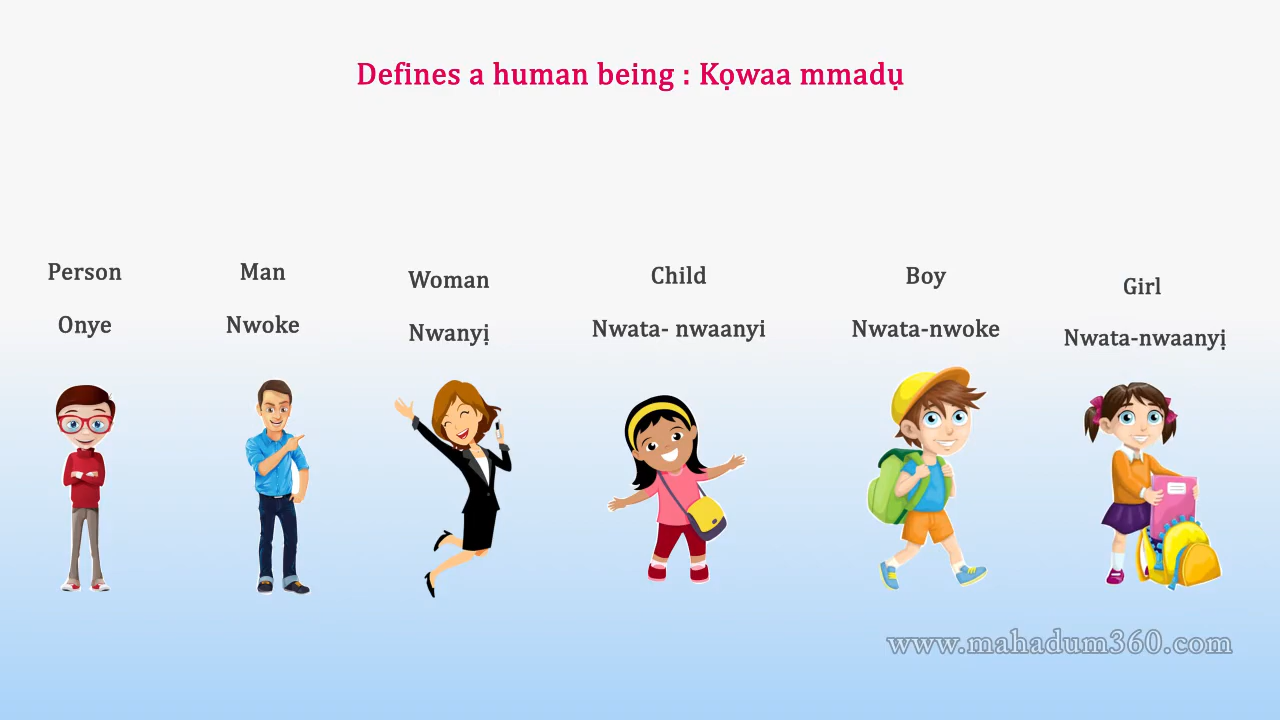 Defines a human being : Kọwaa mmadụ
Person
Onye
Man
Nwoke
Woman
Nwanyị
Child
Nwata- nwaanyi
Boy
Nwata-nwoke
Girl
Nwata-nwaanyị
www.mahadum360.com